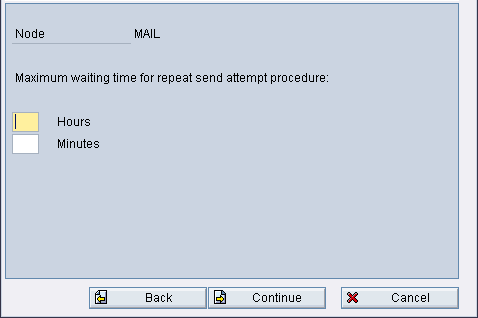 Node MAIL
Maximum waiting time for repeat send attempt procedure:
Hours
Minutes
Back Continue Cancel